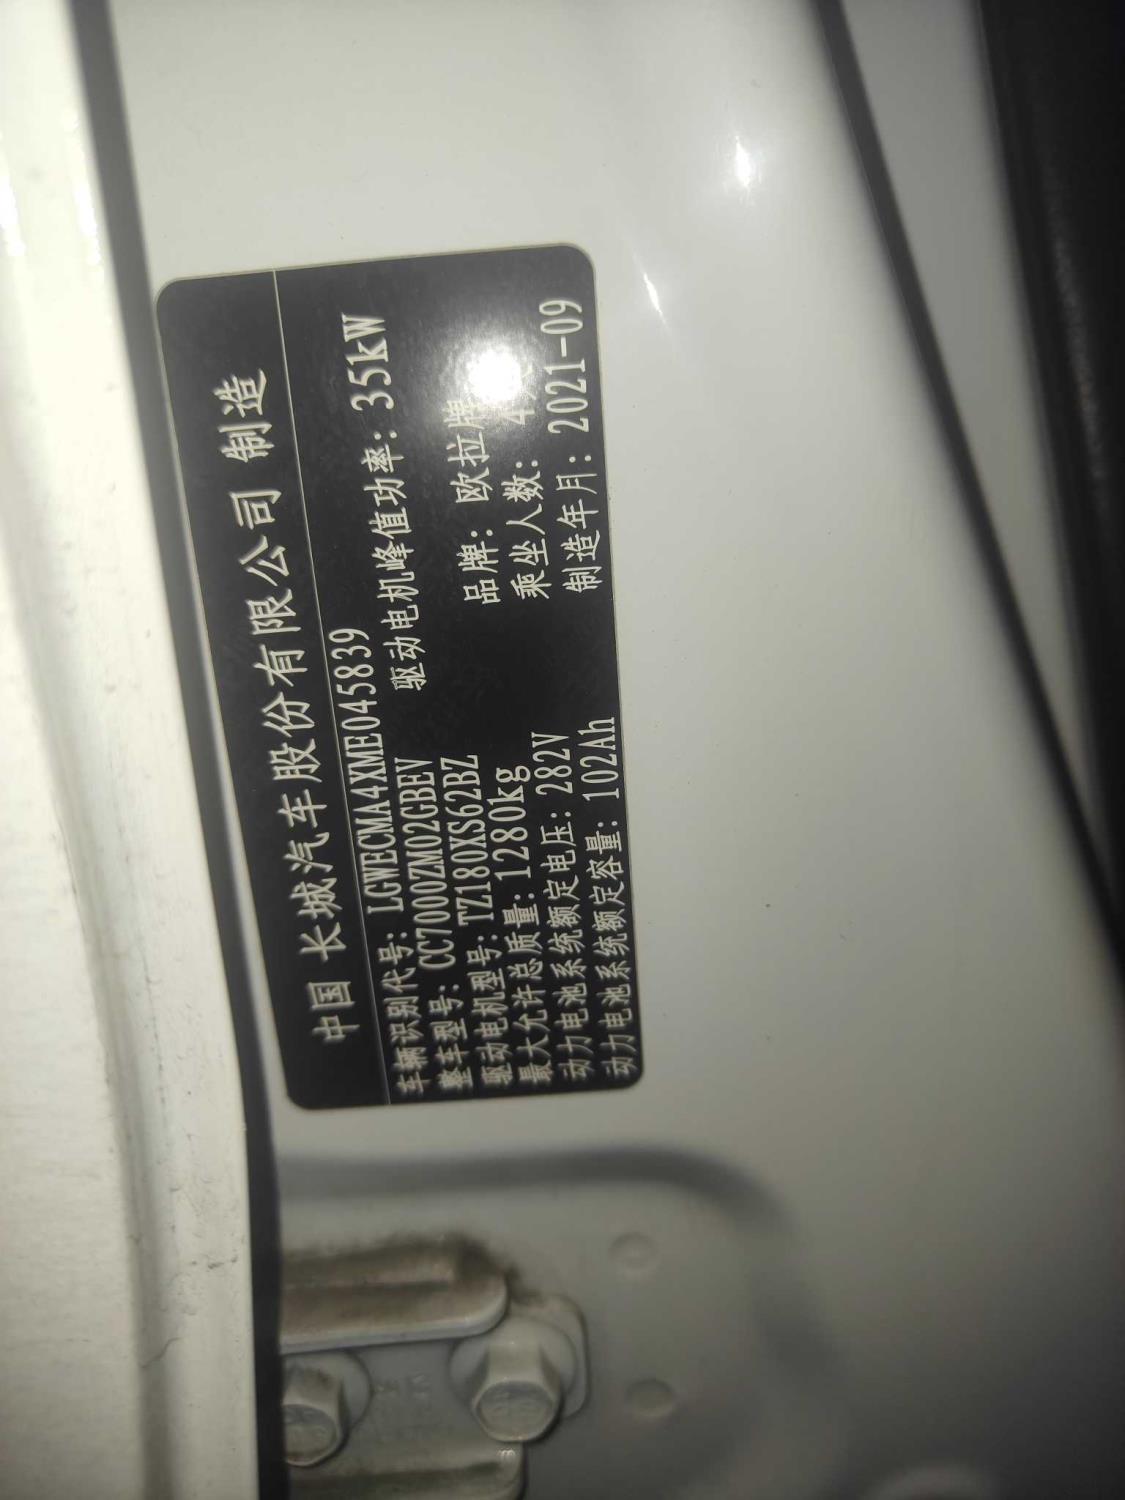 中国 长城汽车股份有限公司 制造
车辆识别代号: LGWECMA4XME045839
整车型号: CC7000ZM02GBEV 驱动电机峰值功率: 35kW
驱动电机型号: TZ180XS62BZ
最大允许总质量: 1280kg 品牌: 欧拉牌
动力电池系统额定电压: 282V 乘坐人数: 4人
动力电池系统额定容量: 102Ah 制造年月: 2021-09